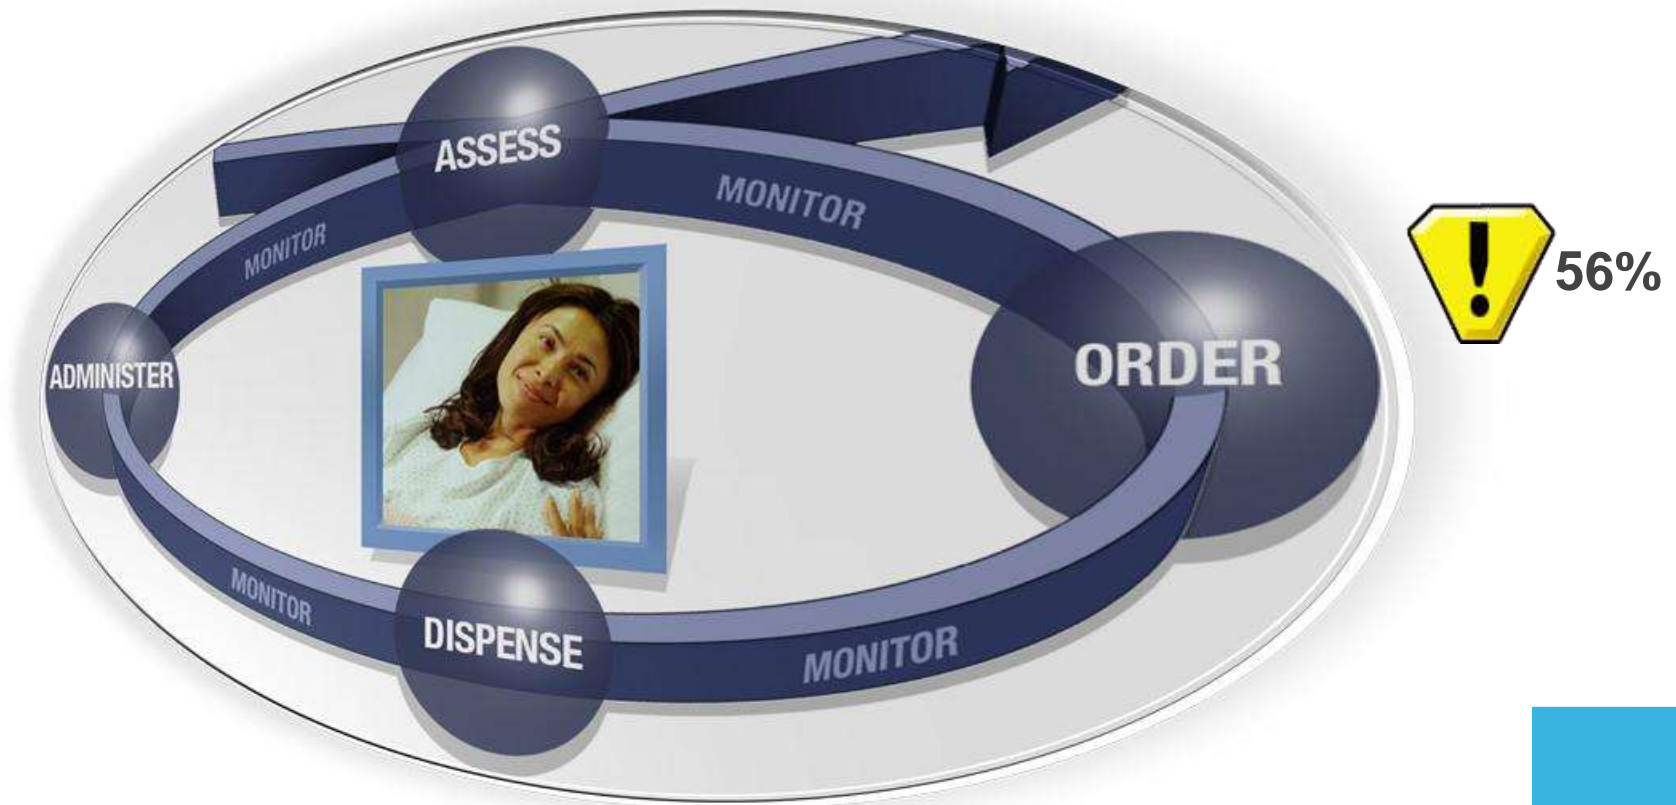 ASSESS
MONITOR
MONITOR
56%
ORDER
ADMINISTER
MONITOR
DISPENSE
MONITOR